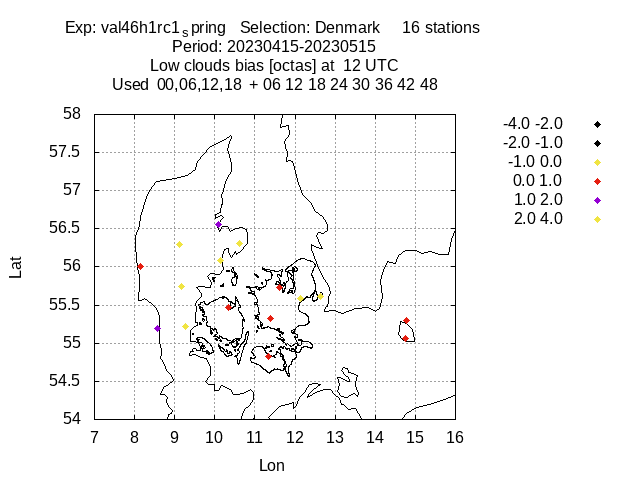 Exp: val46h1rc1spring Selection: Denmark 16 stations
Period: 20230415-20230515
Low clouds bias [octas] at 12 UTC
Used 00,06,12,18 + 06 12 18 24 30 36 42 48
58
57.5
57
56.5
56
55.5
55
54.5
54
7 8 9 10 11 12 13 14 15 16
Lat
Lon
-4.0 -2.0
-2.0 -1.0
-1.0 0.0
0.0 1.0
1.0 2.0
2.0 4.0